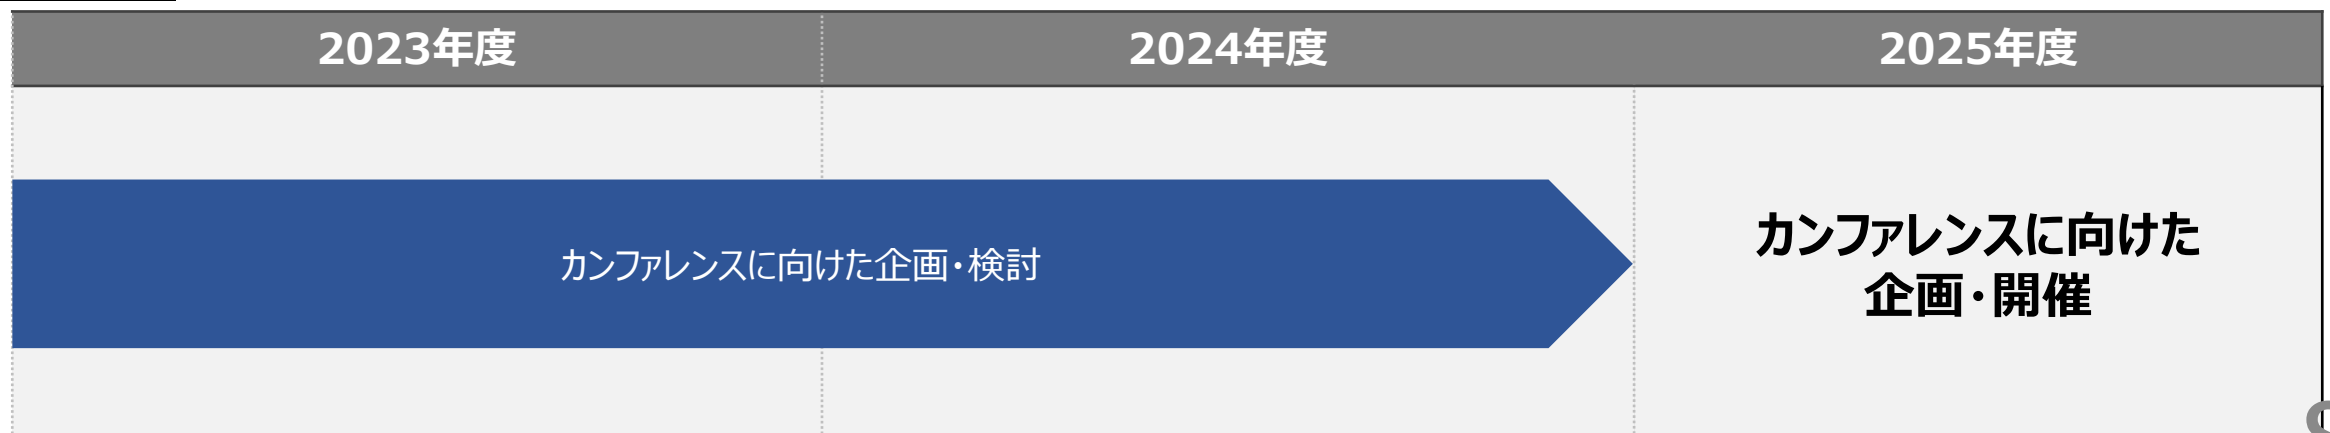 2023年度
2024年度
2025年度
カンファレンスに向けた企画・検討
カンファレンスに向けた
企画・開催